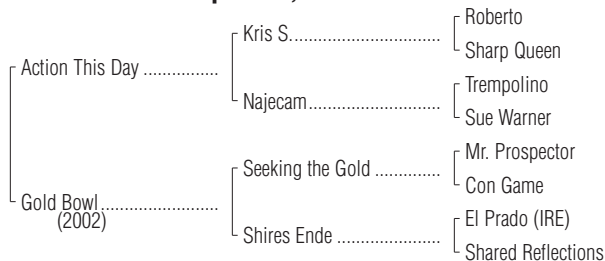 Roberto
Kris S.................................
Sharp Queen
Action This Day ................
Trempolino
Najecam............................
Sue Warner
Mr. Prospector
Seeking the Gold ..............
Con Game
Gold Bowl.........................
(2002)
El Prado (IRE)
Shires Ende ......................
Shared Reflections